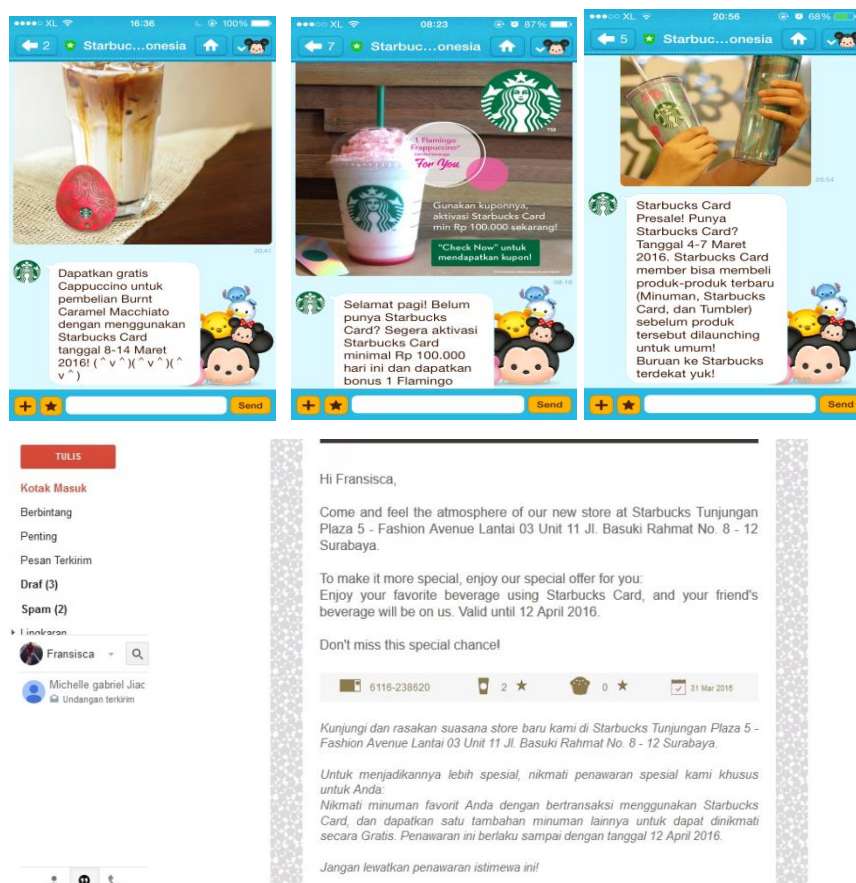 XL 16:36 100%
2 Starbuc...onesia
20:41
Dapatkan gratis
Cappuccino untuk
pembelian Burnt
Caramel Macchiato
dengan menggunakan
Starbucks Card
tanggal 8-14 Maret
2016! ( ^ v ^ )( ^ v ^ )( ^
v ^ )
Send
XL 08:23 87%
7 Starbuc...onesia
TM
1 Flamingo
Frappuccino®
For You
Gunakan kuponnya,
aktivasi Starbucks Card
min Rp 100.000 sekarang!
"Check Now" untuk
mendapatkan kupon!
08:18
Selamat pagi! Belum
punya Starbucks
Card? Segera aktivasi
Starbucks Card
minimal Rp 100.000
hari ini dan dapatkan
bonus 1 Flamingo
Send
XL 20:56 68%
5 Starbuc...onesia
20:54
Starbucks Card
Presale! Punya
Starbucks Card?
Tanggal 4-7 Maret
2016. Starbucks Card
member bisa membeli
produk-produk terbaru
(Minuman, Starbucks
Card, dan Tumbler)
sebelum produk
tersebut dilaunching
untuk umum!
Buruan ke Starbucks
terdekat yuk!
Send
TULIS
Kotak Masuk
Berbintang
Penting
Pesan Terkirim
Draf (3)
Spam (2)
Lingkaran
Fransisca
Michelle gabriel Jiac
Undangan terkirim
Hi Fransisca,
Come and feel the atmosphere of our new store at Starbucks Tunjungan
Plaza 5 - Fashion Avenue Lantai 03 Unit 11 Jl. Basuki Rahmat No. 8 - 12
Surabaya.
To make it more special, enjoy our special offer for you:
Enjoy your favorite beverage using Starbucks Card, and your friend's
beverage will be on us. Valid until 12 April 2016.
Don't miss this special chance!
6116-238620 2 ★ 0 ★ 31 Mar 2016
Kunjungi dan rasakan suasana store baru kami di Starbucks Tunjungan Plaza 5 -
Fashion Avenue Lantai 03 Unit 11 Jl. Basuki Rahmat No. 8 - 12 Surabaya.
Untuk menjadikannya lebih spesial, nikmati penawaran spesial kami khusus
untuk Anda:
Nikmati minuman favorit Anda dengan bertransaksi menggunakan Starbucks
Card, dan dapatkan satu tambahan minuman lainnya untuk dapat dinikmati
secara Gratis. Penawaran ini berlaku sampai dengan tanggal 12 April 2016.
Jangan lewatkan penawaran istimewa ini!